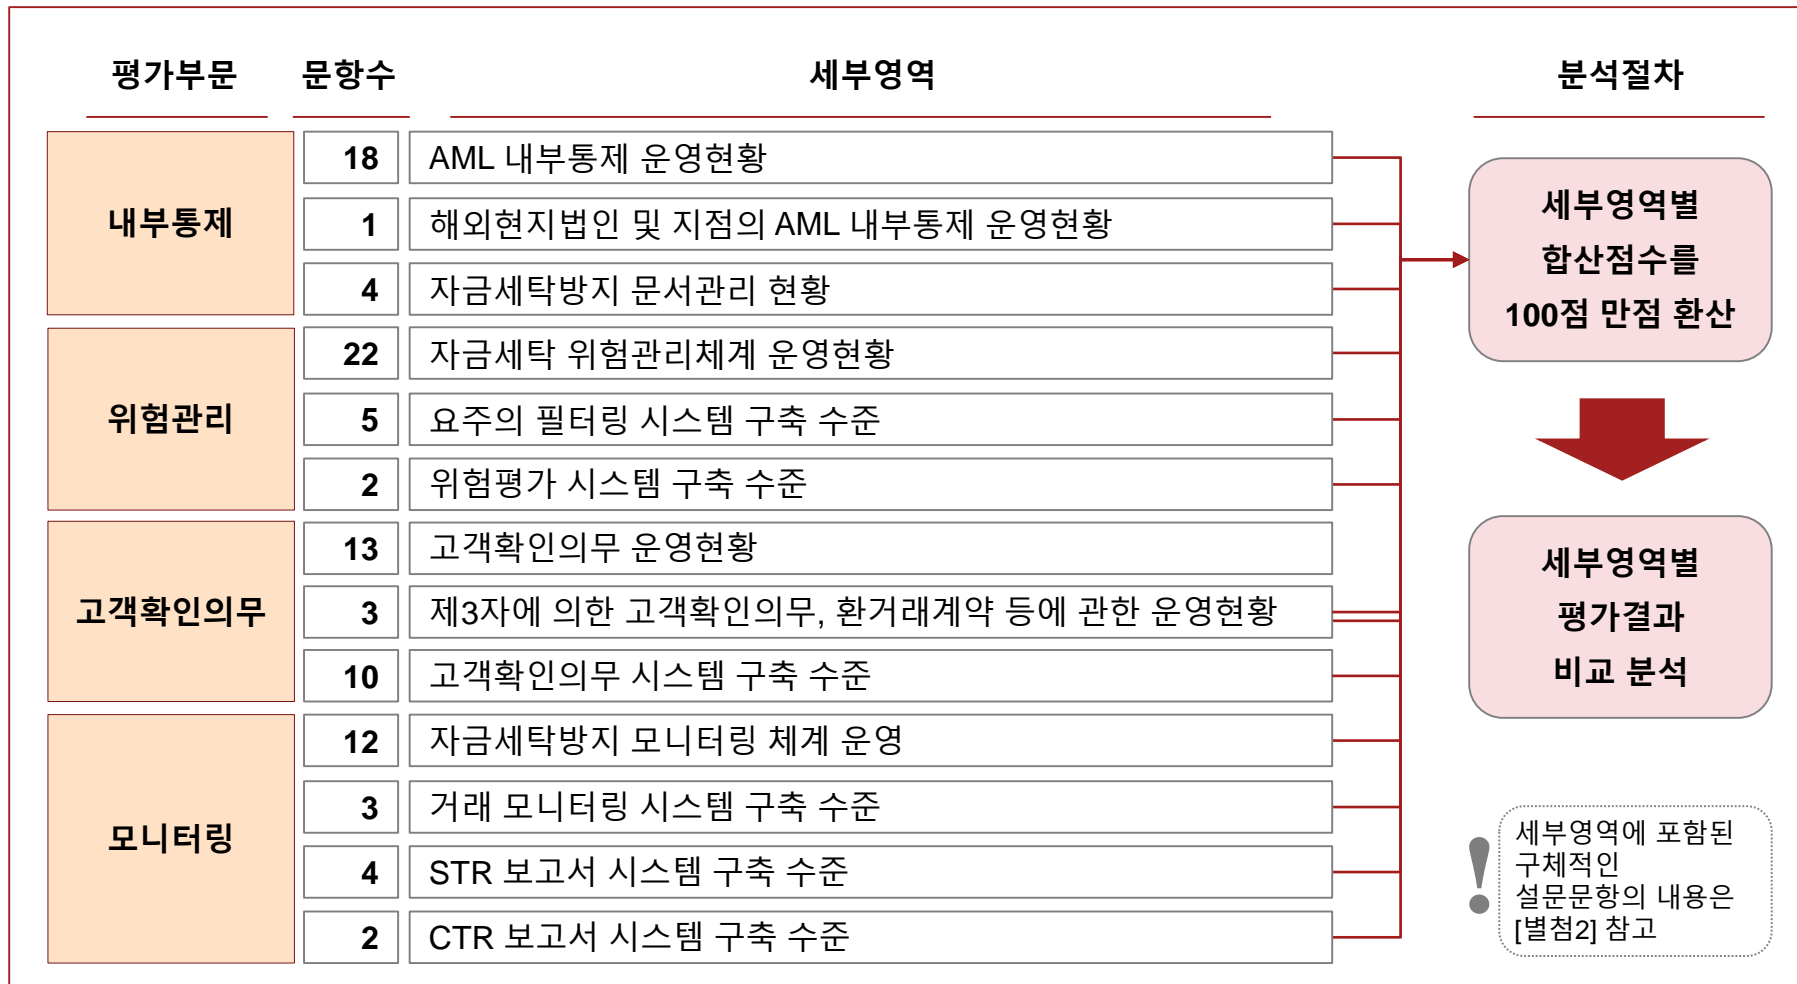 평가부문 문항수 세부영역 분석절차
내부통제
18 AML 내부통제 운영현황
1 해외현지법인 및 지점의 AML 내부통제 운영현황
4 자금세탁방지 문서관리 현황
위험관리
22 자금세탁 위험관리체계 운영현황
5 요주의 필터링 시스템 구축 수준
2 위험평가 시스템 구축 수준
고객확인의무
13 고객확인의무 운영현황
3 제3자에 의한 고객확인의무, 환거래계약 등에 관한 운영현황
10 고객확인의무 시스템 구축 수준
모니터링
12 자금세탁방지 모니터링 체계 운영
3 거래 모니터링 시스템 구축 수준
4 STR 보고서 시스템 구축 수준
2 CTR 보고서 시스템 구축 수준
세부영역별
합산점수를
100점 만점 환산
세부영역별
평가결과
비교 분석
!
세부영역에 포함된
구체적인
설문문항의 내용은
[별첨2] 참고